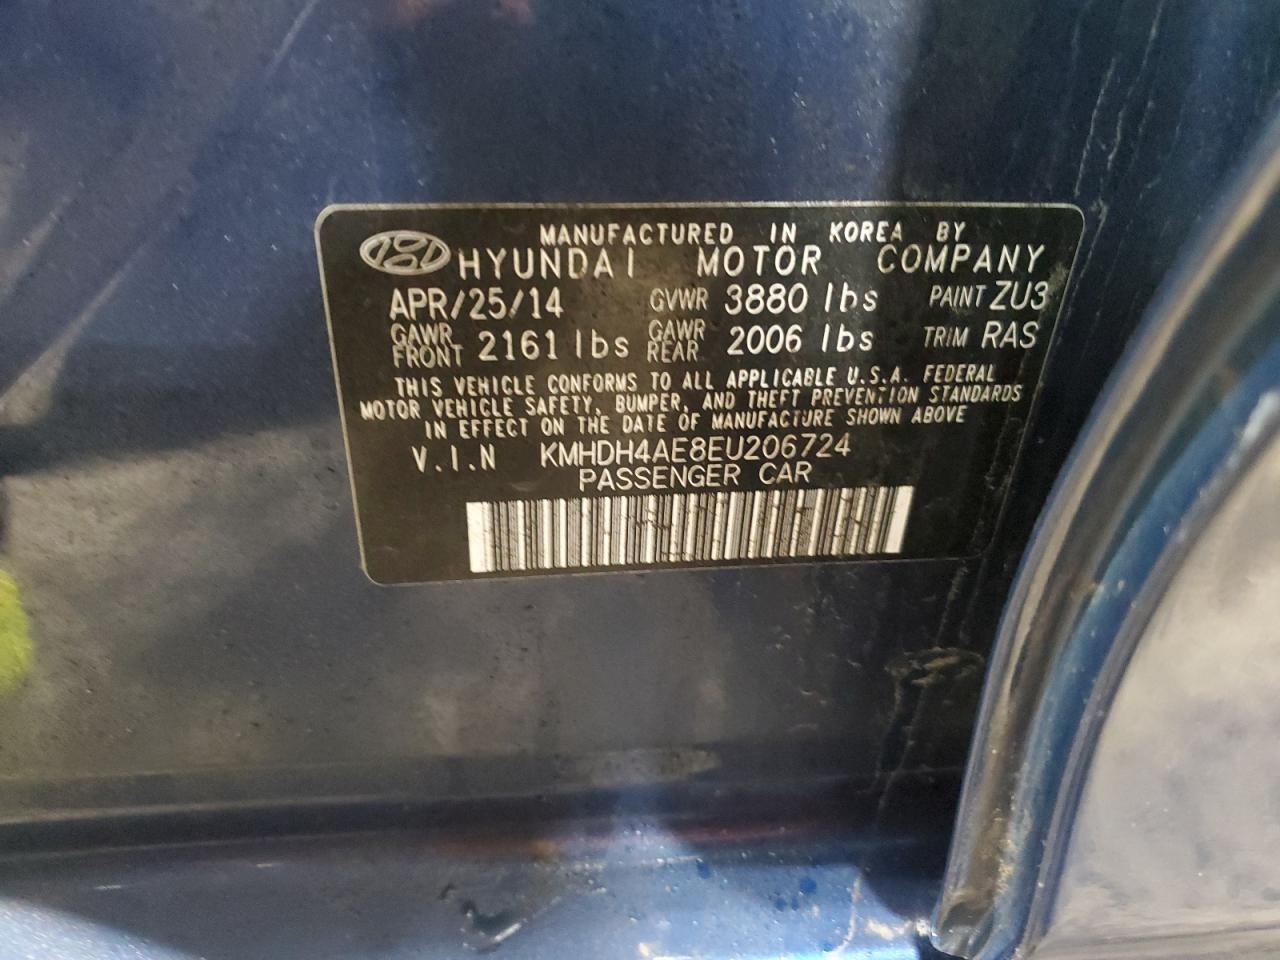 MANUFACTURED IN KOREA BY
HYUNDAI MOTOR COMPANY
APR/25/14 GVWR 3880 lbs PAINT ZU3
GAWR FRONT 2161 lbs GAWR REAR 2006 lbs TRIM RAS
THIS VEHICLE CONFORMS TO ALL APPLICABLE U.S.A. FEDERAL
MOTOR VEHICLE SAFETY, BUMPER, AND THEFT PREVENTION STANDARDS
IN EFFECT ON THE DATE OF MANUFACTURE SHOWN ABOVE
V.I.N KMHDH4AE8EU206724
PASSENGER CAR